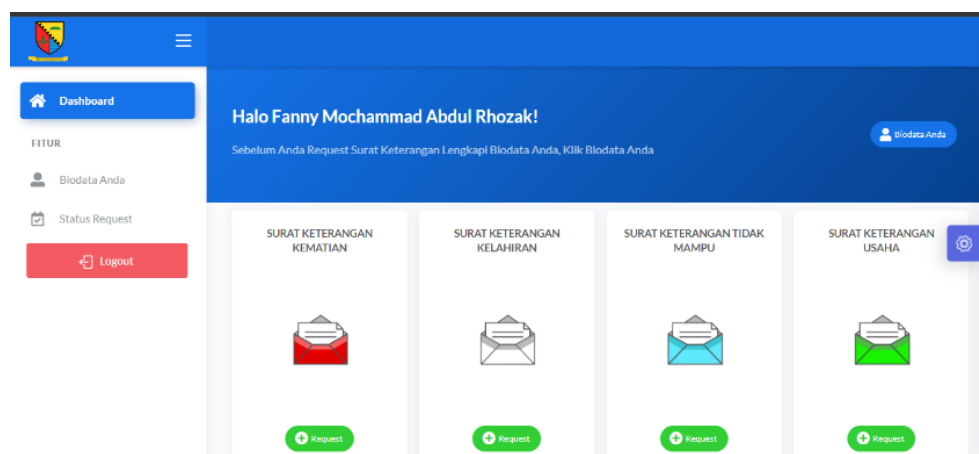 Dashboard
FITUR
Biodata Anda
Status Request
Logout
Halo Fanny Mochammad Abdul Rhozak!
Sebelum Anda Request Surat Keterangan Lengkapi Biodata Anda, Klik Biodata Anda
Biodata Anda
SURAT KETERANGAN
KEMATIAN
Request
SURAT KETERANGAN
KELAHIRAN
Request
SURAT KETERANGAN TIDAK
MAMPU
Request
SURAT KETERANGAN
USAHA
Request